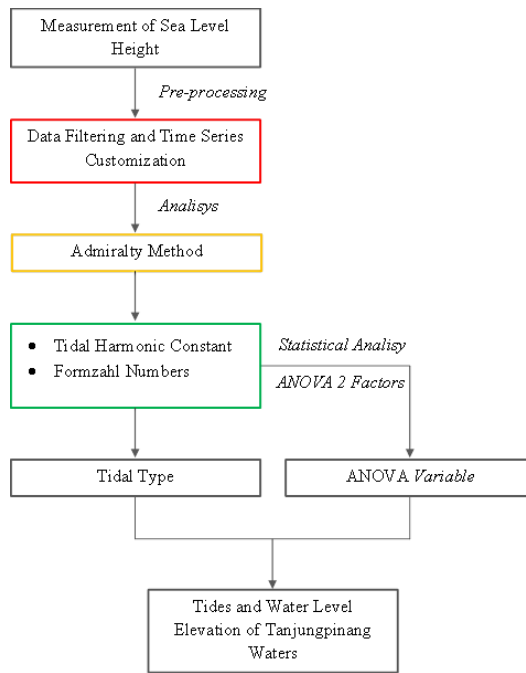 Measurement of Sea Level
Height
Pre-processing
Data Filtering and Time Series
Customization
Analisys
Admiralty Method
• Tidal Harmonic Constant
• Formzahl Numbers
Statistical Analisy
ANOVA 2 Factors
Tidal Type
ANOVA Variable
Tides and Water Level
Elevation of Tanjungpinang
Waters